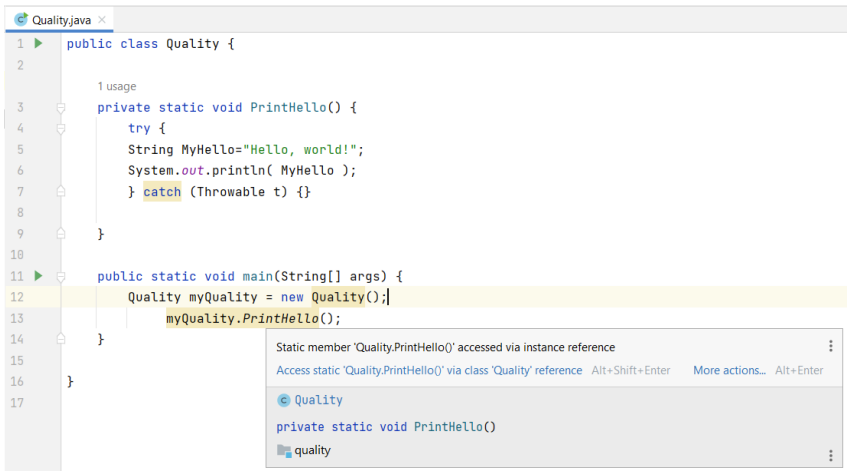 Quality.java
1 public class Quality {
2
1 usage
3 private static void PrintHello() {
4 try {
5 String MyHello="Hello, world!";
6 System.out.println( MyHello );
7 } catch (Throwable t) {}
8
9 }
10
11 public static void main(String[] args) {
12 Quality myQuality = new Quality();
13 myQuality.PrintHello();
14 }
15
16 }
17
Static member 'Quality.PrintHello()' accessed via instance reference
Access static 'Quality.PrintHello()' via class 'Quality' reference Alt+Shift+Enter More actions... Alt+Enter
C Quality
private static void PrintHello()
quality